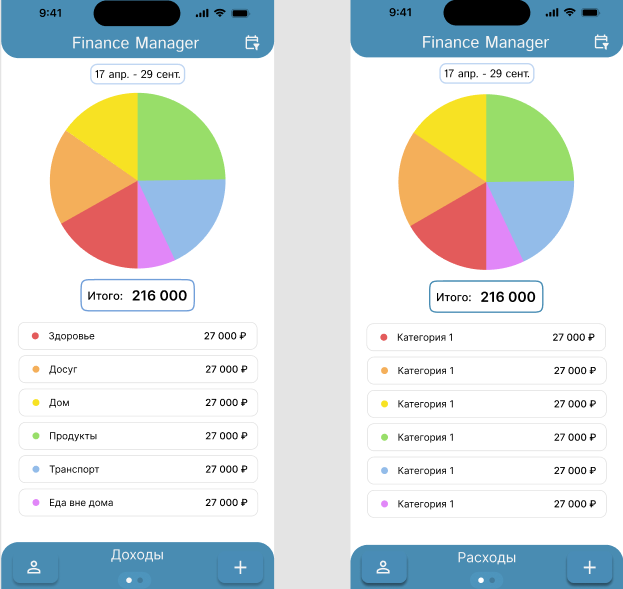 9:41
Finance Manager
17 апр. - 29 сент.
Итого: 216 000
Здоровье 27 000 ₽
Досуг 27 000 ₽
Дом 27 000 ₽
Продукты 27 000 ₽
Транспорт 27 000 ₽
Еда вне дома 27 000 ₽
Доходы
9:41
Finance Manager
17 апр. - 29 сент.
Итого: 216 000
Категория 1 27 000 ₽
Категория 1 27 000 ₽
Категория 1 27 000 ₽
Категория 1 27 000 ₽
Категория 1 27 000 ₽
Категория 1 27 000 ₽
Расходы